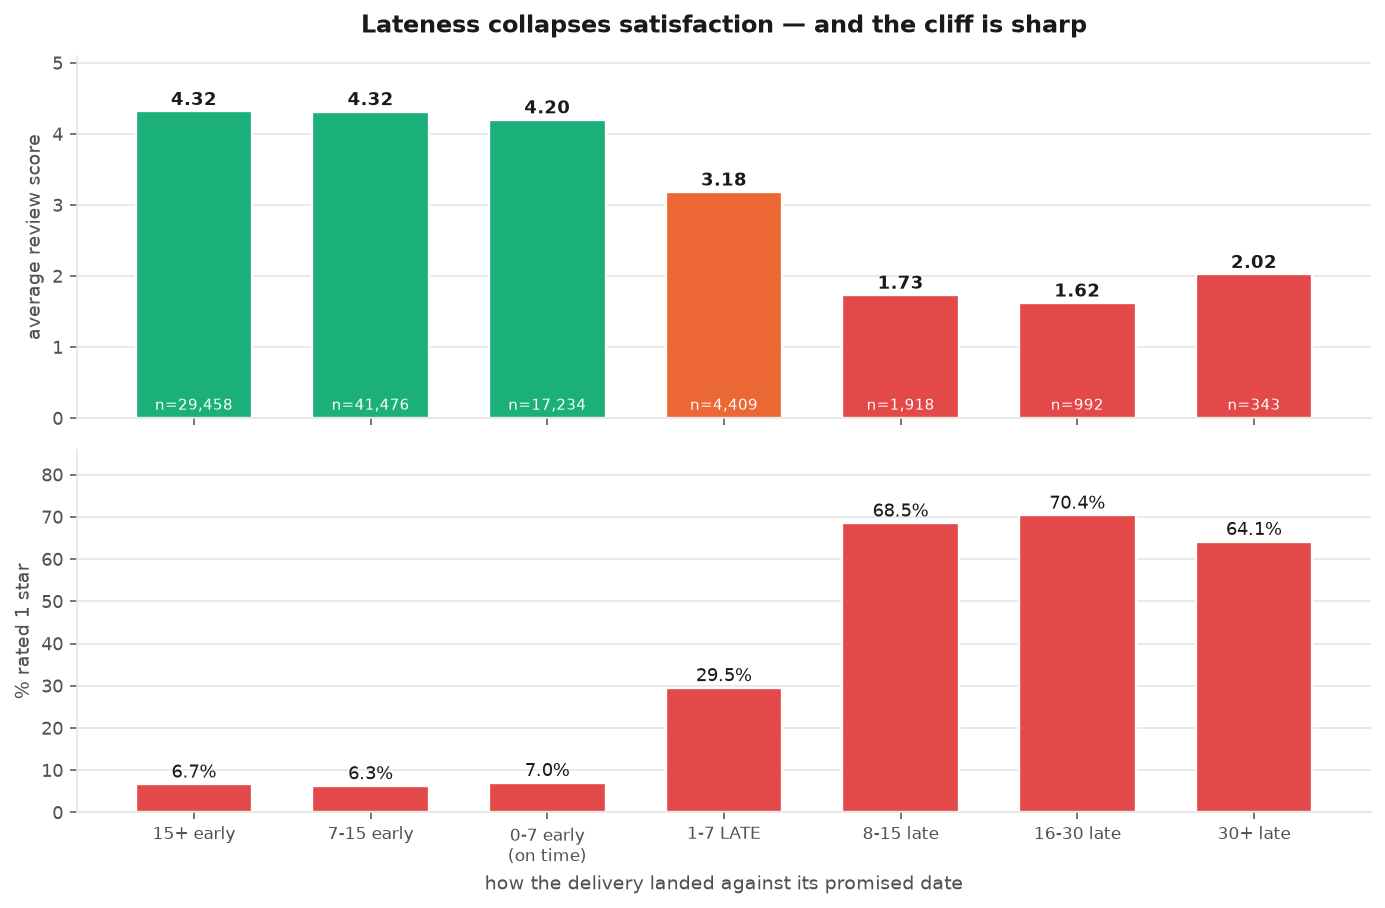 Lateness collapses satisfaction — and the cliff is sharp
average review score
5
4
3
2
1
0
4.32
4.32
4.20
3.18
1.73
1.62
2.02
n=29,458
n=41,476
n=17,234
n=4,409
n=1,918
n=992
n=343
% rated 1 star
80
70
60
50
40
30
20
10
0
6.7%
6.3%
7.0%
29.5%
68.5%
70.4%
64.1%
15+ early
7-15 early
0-7 early
(on time)
1-7 LATE
8-15 late
16-30 late
30+ late
how the delivery landed against its promised date